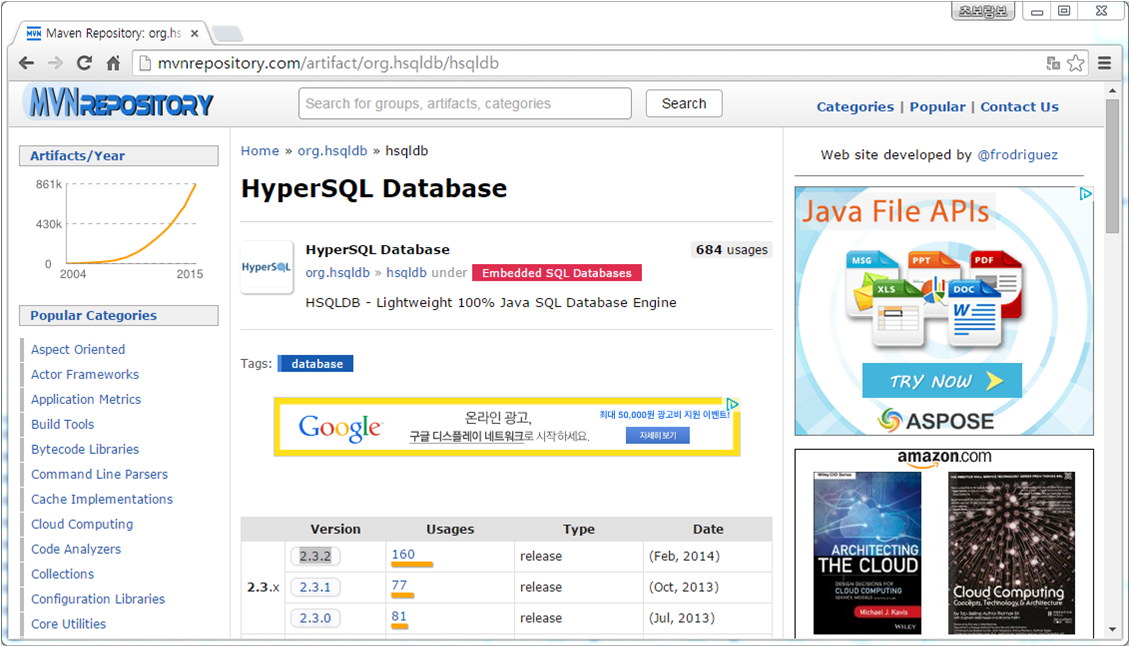 초보람보
Maven Repository: org.hs
mvnrepository.com/artifact/org.hsqldb/hsqldb
MVNREPOSITORY
Search for groups, artifacts, categories
Search
Categories | Popular | Contact Us
Artifacts/Year
861k
430k
0
2004 2015
Popular Categories
Aspect Oriented
Actor Frameworks
Application Metrics
Build Tools
Bytecode Libraries
Command Line Parsers
Cache Implementations
Cloud Computing
Code Analyzers
Collections
Configuration Libraries
Core Utilities
Home » org.hsqldb » hsqldb
HyperSQL Database
HyperSQL
HyperSQL Database
684 usages
org.hsqldb » hsqldb under Embedded SQL Databases
HSQLDB - Lightweight 100% Java SQL Database Engine
Tags: database
Google
온라인 광고,
구글 디스플레이 네트워크로 시작하세요.
최대 50,000원 광고비 지원 이벤트!
자세히 보기
Version Usages Type Date
2.3.x
2.3.2 160 release (Feb, 2014)
2.3.1 77 release (Oct, 2013)
2.3.0 81 release (Jul, 2013)
Web site developed by @frodriguez
Java File APIs
MSG
PPT
PDF
XLS
DOC
W
TRY NOW
ASPOSE
amazon.com
ARCHITECTING
THE CLOUD
DESIGN DECISIONS FOR
CLOUD COMPUTING
Michael J. Kavis
WILEY
Cloud Computing
Concepts, Technology, & Architecture